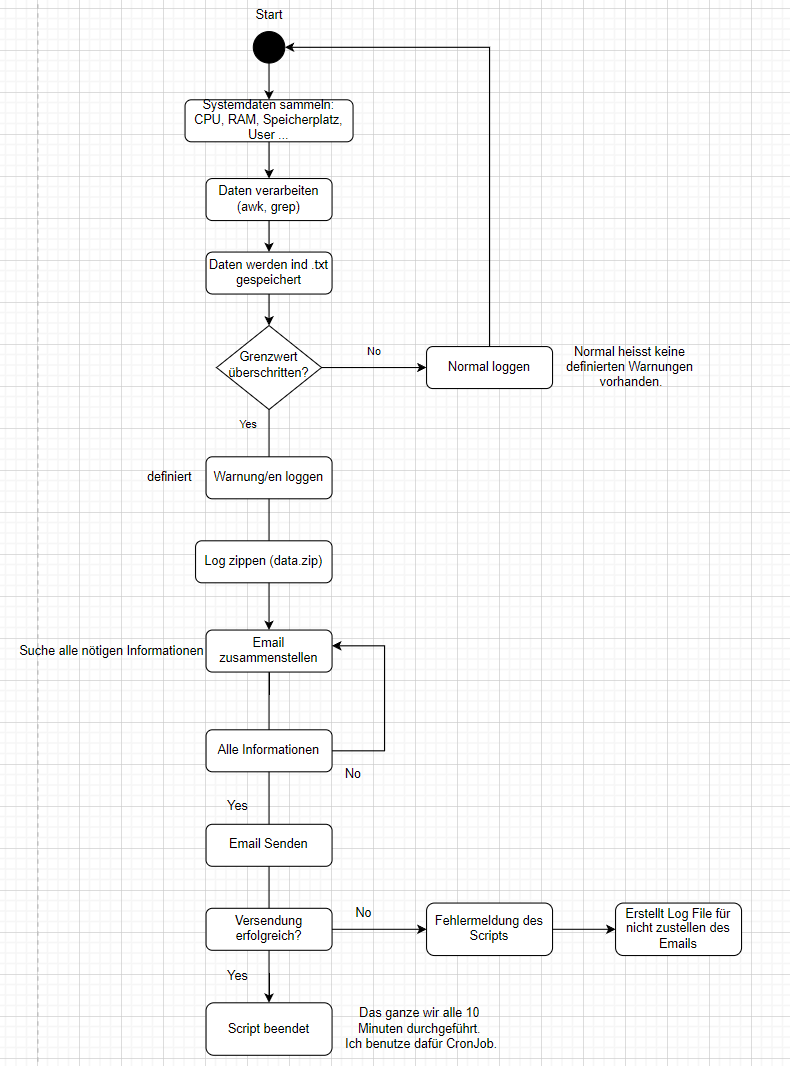 Start
Systemdaten sammeln:
CPU, RAM, Speicherplatz,
User ...
Daten verarbeiten
(awk, grep)
Daten werden ind .txt
gespeichert
Grenzwert
überschritten?
No
Normal loggen
Normal heisst keine
definierten Warnungen
vorhanden.
Yes
definiert
Warnung/en loggen
Log zippen (data.zip)
Suche alle nötigen Informationen
Email
zusammenstellen
Alle Informationen
No
Yes
Email Senden
Versendung
erfolgreich?
No
Fehlermeldung des
Scripts
Erstellt Log File für
nicht zustellen des
Emails
Yes
Script beendet
Das ganze wir alle 10
Minuten durchgeführt.
Ich benutze dafür CronJob.